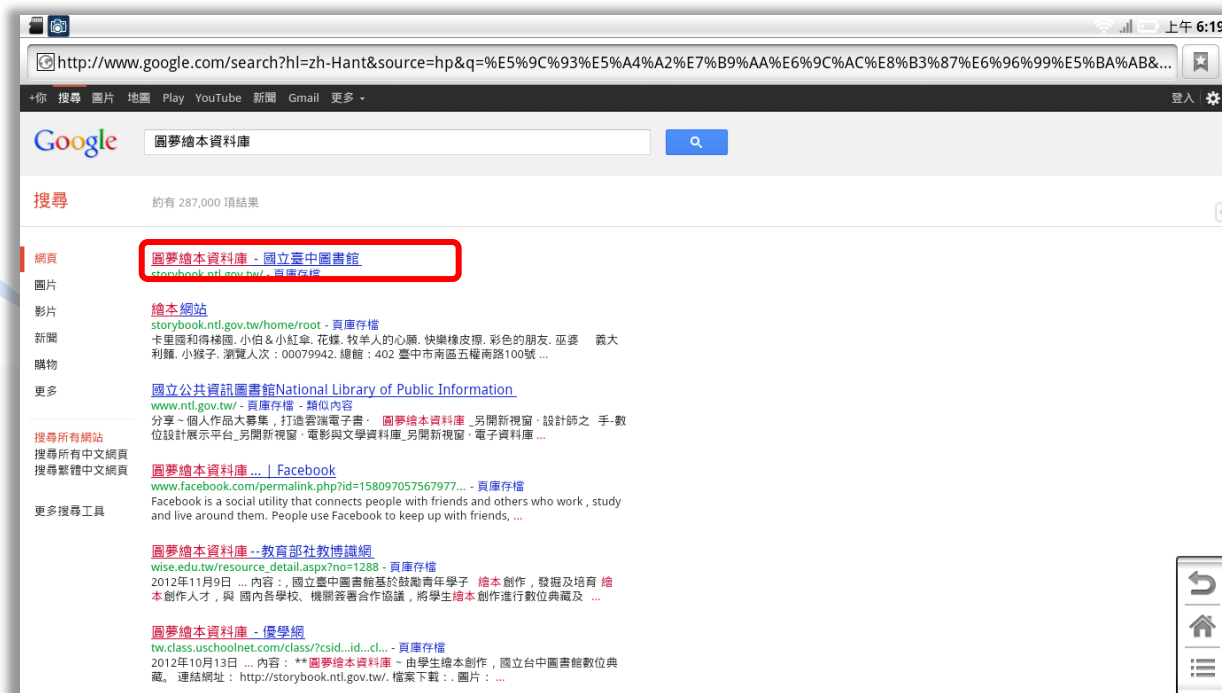 上午 6:19
http://www.google.com/search?hl=zh-Hant&source=hp&q=%E5%9C%93%E5%A4%A2%E7%B9%AA%E6%9C%AC%E8%B3%87%E6%96%99%E5%BA%AB&...
+你 搜尋 圖片 地圖 Play YouTube 新聞 Gmail 更多
登入
Google
圓夢繪本資料庫
搜尋
約有 287,000 項結果
網頁
圖片
影片
新聞
購物
更多
搜尋所有網站
搜尋所有中文網頁
搜尋繁體中文網頁
更多搜尋工具
圓夢繪本資料庫 - 國立臺中圖書館
storybook.ntl.gov.tw/ - 頁庫存檔
繪本網站
storybook.ntl.gov.tw/home/root - 頁庫存檔
卡里國和得梯國. 小伯＆小紅傘. 花蝶. 牧羊人的心願. 快樂橡皮擦. 彩色的朋友. 巫婆 義大
利麵. 小猴子. 瀏覽人次：00079942. 總館：402 臺中市南區五權南路100號 ...
國立公共資訊圖書館National Library of Public Information
www.ntl.gov.tw/ - 頁庫存檔 - 類似內容
分享～個人作品大募集，打造雲端電子書 · 圓夢繪本資料庫 _另開新視窗 · 設計師之 手-數
位設計展示平台_另開新視窗 · 電影與文學資料庫_另開新視窗 · 電子資料庫 ...
圓夢繪本資料庫 ... | Facebook
www.facebook.com/permalink.php?id=158097057567977... - 頁庫存檔
Facebook is a social utility that connects people with friends and others who work , study
and live around them. People use Facebook to keep up with friends, ...
圓夢繪本資料庫 --教育部社教博識網
wise.edu.tw/resource_detail.aspx?no=1288 - 頁庫存檔
2012年11月9日 ... 內容：, 國立臺中圖書館基於鼓勵青年學子 繪本 創作，發掘及培育 繪
本 創作人才，與 國內各學校、機關簽署合作協議，將學生繪本 創作進行數位典藏及 ...
圓夢繪本資料庫 - 優學網
tw.class.uschoolnet.com/class/?csid...id...cl... - 頁庫存檔
2012年10月13日 ... 內容： **圓夢繪本資料庫 ~ 由學生繪本創作，國立台中圖書館數位典
藏。 連結網址： http://storybook.ntl.gov.tw/. 檔案下載：. 圖片： ...